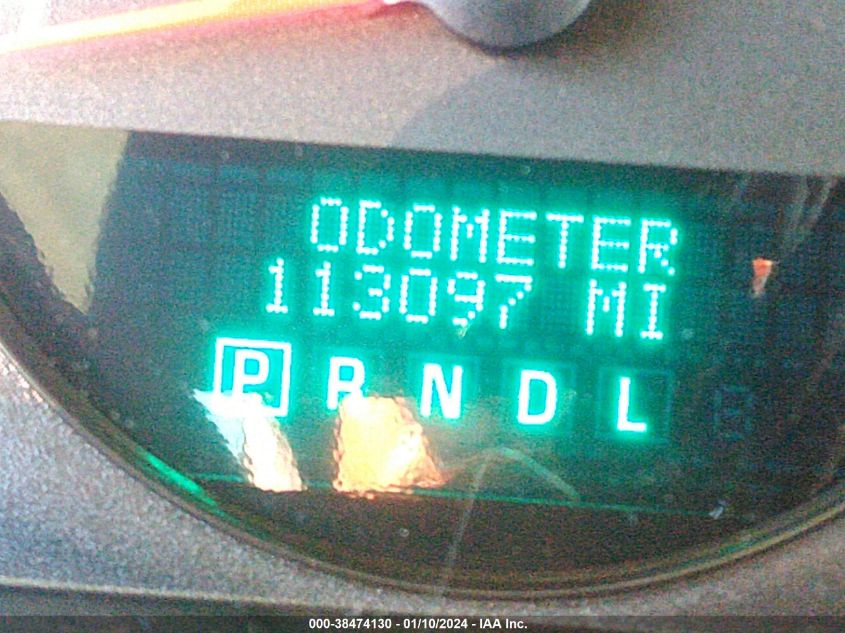 ODOMETER
113097 MI
P R N D L
000-38474130 - 01/10/2024 - IAA Inc.